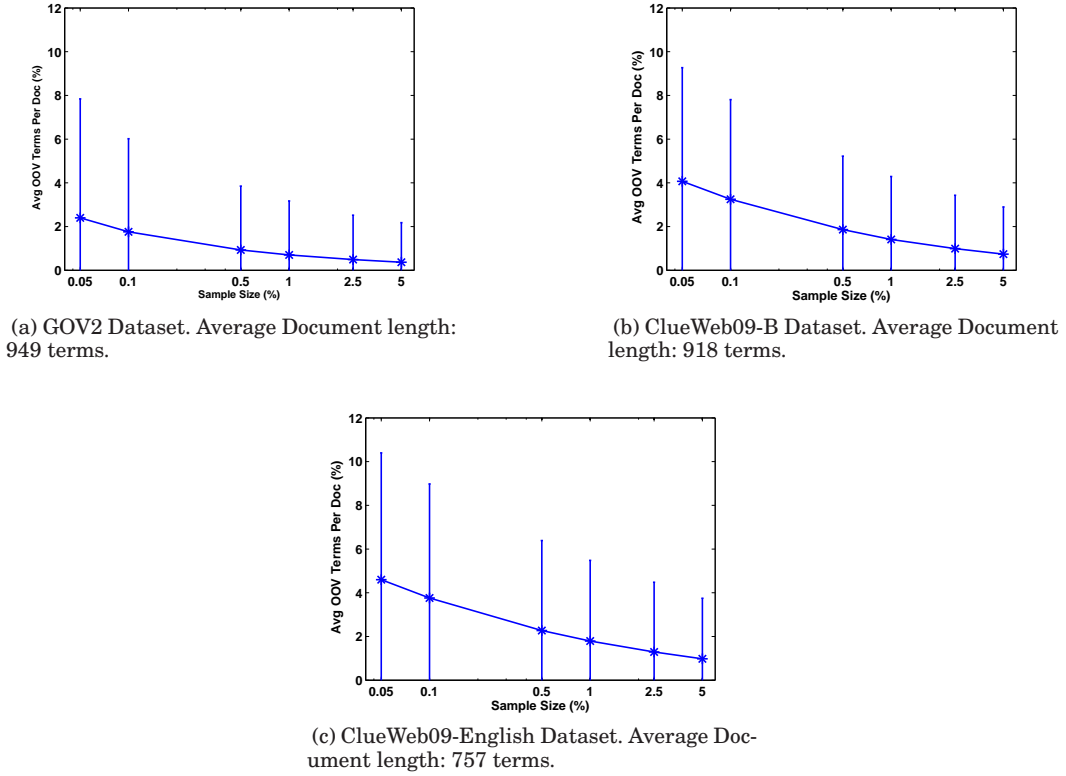 12
10
8
6
4
2
0
Avg OOV Terms Per Doc (%)
0.05 0.1 0.5 1 2.5 5
Sample Size (%)
(a) GOV2 Dataset. Average Document length:
949 terms.
12
10
8
6
4
2
0
Avg OOV Terms Per Doc (%)
0.05 0.1 0.5 1 2.5 5
Sample Size (%)
(b) ClueWeb09-B Dataset. Average Document
length: 918 terms.
12
10
8
6
4
2
0
Avg OOV Terms Per Doc (%)
0.05 0.1 0.5 1 2.5 5
Sample Size (%)
(c) ClueWeb09-English Dataset. Average Doc-
ument length: 757 terms.